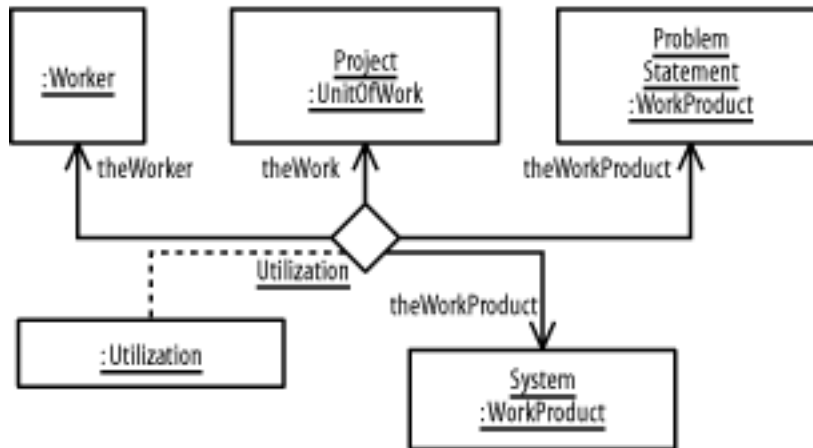 :Worker
Project
:UnitOfWork
Problem
Statement
:WorkProduct
theWorker
theWork
theWorkProduct
Utilization
theWorkProduct
:Utilization
System
:WorkProduct